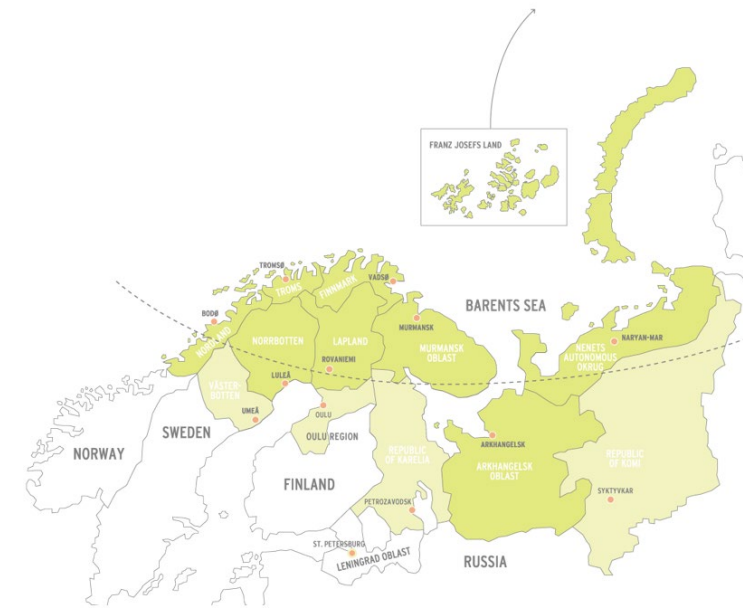 FRANZ JOSEFS LAND
TROMSØ
VADSØ
TROMS
FINNMARK
BODØ
BARENTS SEA
MURMANSK
NORDLAND
NORRBOTTEN
LAPLAND
MURMANSK
OBLAST
NARYAN-MAR
NENETS
AUTONOMOUS
OKRUG
ROVANIEMI
LULEÅ
VÄSTER-
BOTTEN
UMEÅ
OULU
SWEDEN
OULU REGION
NORWAY
ARKHANGELSK
REPUBLIC
OF KARELIA
REPUBLIC
OF KOMI
ARKHANGELSK
OBLAST
FINLAND
SYKTYVKAR
PETROZAVODSK
ST. PETERSBURG
LENINGRAD OBLAST
RUSSIA